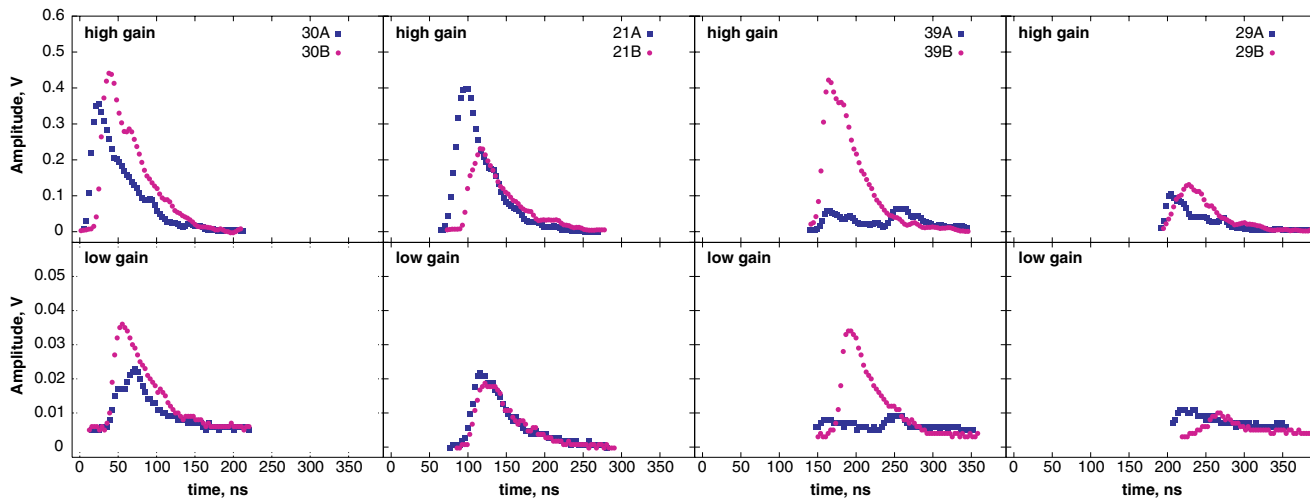 0.6
0.5
0.4
0.3
0.2
0.1
0
Amplitude, V
high gain
30A
30B
high gain
21A
21B
high gain
39A
39B
high gain
29A
29B
0.05
0.04
0.03
0.02
0.01
0
Amplitude, V
low gain
low gain
low gain
low gain
0 50 100 150 200 250 300 350
0 50 100 150 200 250 300 350
0 50 100 150 200 250 300 350
0 50 100 150 200 250 300 350
time, ns
time, ns
time, ns
time, ns